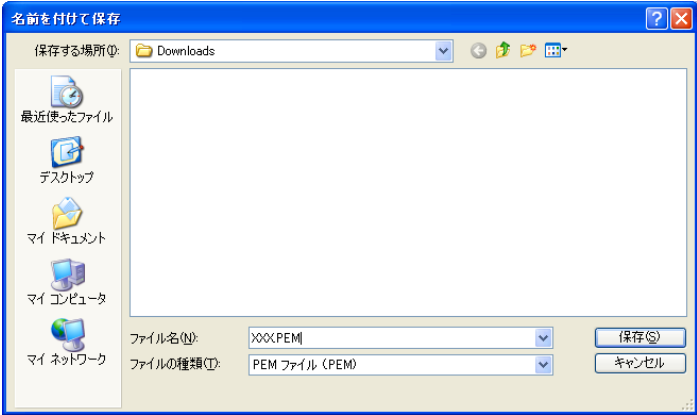 名前を付けて保存
保存する場所(I):
Downloads
最近使ったファイル
デスクトップ
マイ ドキュメント
マイ コンピュータ
マイ ネットワーク
ファイル名(N):
XXX.PEM
保存(S)
ファイルの種類(T):
PEM ファイル (PEM)
キャンセル